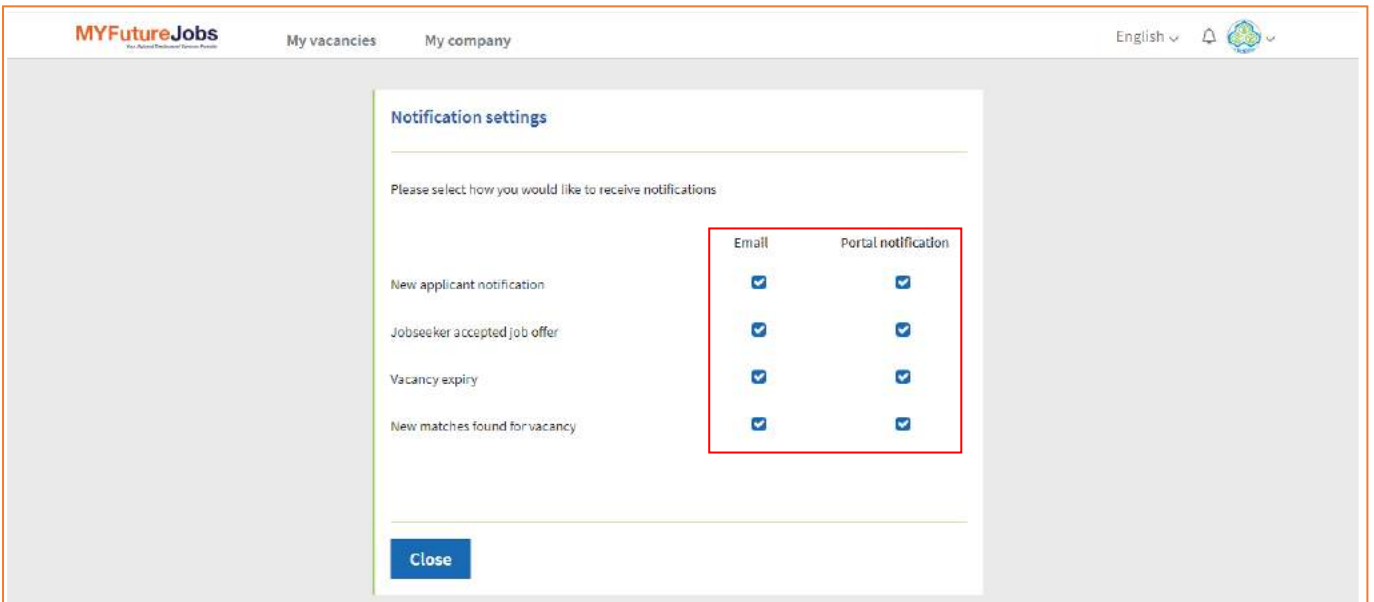 MYFutureJobs
My vacancies My company English
Notification settings
Please select how you would like to receive notifications
Email Portal notification
New applicant notification
Jobseeker accepted job offer
Vacancy expiry
New matches found for vacancy
Close